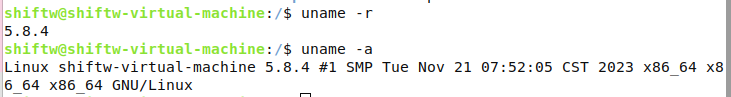 shiftw@shiftw-virtual-machine:/$ uname -r
5.8.4
shiftw@shiftw-virtual-machine:/$ uname -a
Linux shiftw-virtual-machine 5.8.4 #1 SMP Tue Nov 21 07:52:05 CST 2023 x86_64 x8
6_64 x86_64 GNU/Linux